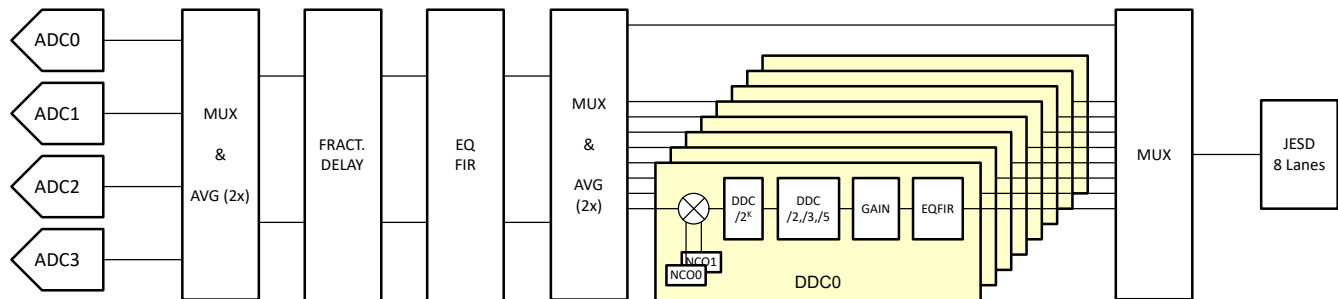 ADC0
ADC1
ADC2
ADC3
MUX
&
AVG (2x)
FRACT.
DELAY
EQ
FIR
MUX
&
AVG
(2x)
DDC
/2ᴷ
DDC
/2,/3,/5
GAIN
EQFIR
NCO1
NCO0
DDC0
MUX
JESD
8 Lanes